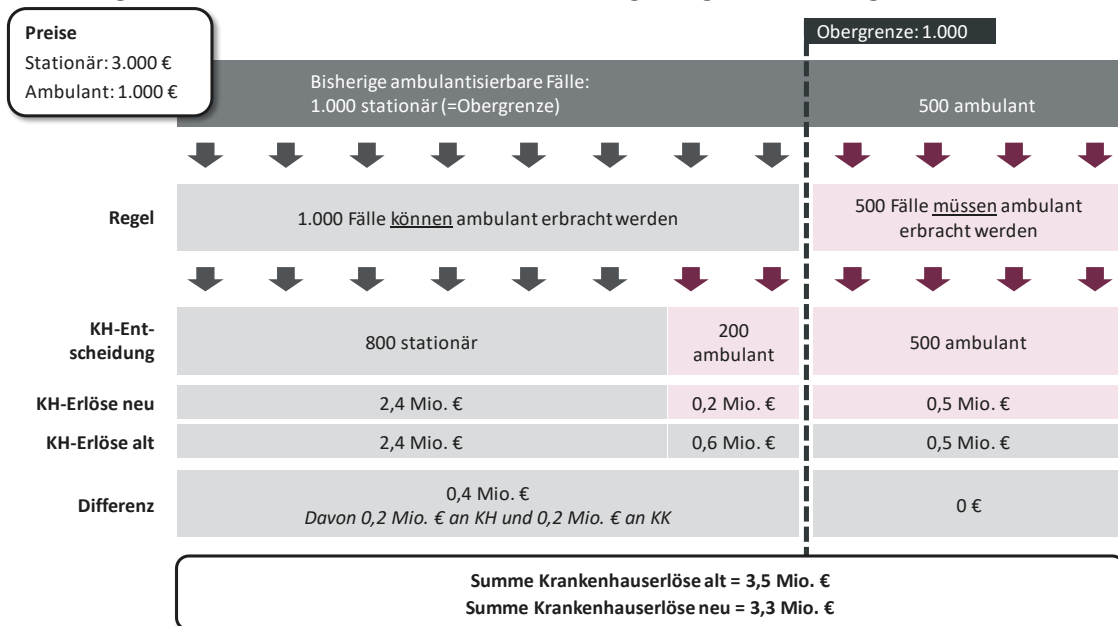 Preise
Stationär: 3.000 €
Ambulant: 1.000 €
Obergrenze: 1.000
Bisherige ambulantisierbare Fälle:
1.000 stationär (=Obergrenze)
500 ambulant
Regel
1.000 Fälle können ambulant erbracht werden
500 Fälle müssen ambulant
erbracht werden
KH-Ent-
scheidung
800 stationär
200
ambulant
500 ambulant
KH-Erlöse neu
2,4 Mio. €
0,2 Mio. €
0,5 Mio. €
KH-Erlöse alt
2,4 Mio. €
0,6 Mio. €
0,5 Mio. €
Differenz
0,4 Mio. €
Davon 0,2 Mio. € an KH und 0,2 Mio. € an KK
0 €
Summe Krankenhauserlöse alt = 3,5 Mio. €
Summe Krankenhauserlöse neu = 3,3 Mio. €